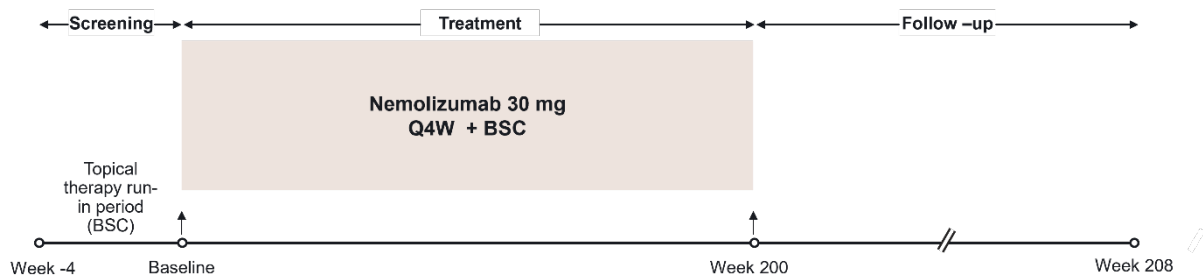 Screening
Treatment
Follow –up
Nemolizumab 30 mg
Q4W + BSC
Topical
therapy run-
in period
(BSC)
Week -4
Baseline
Week 200
Week 208